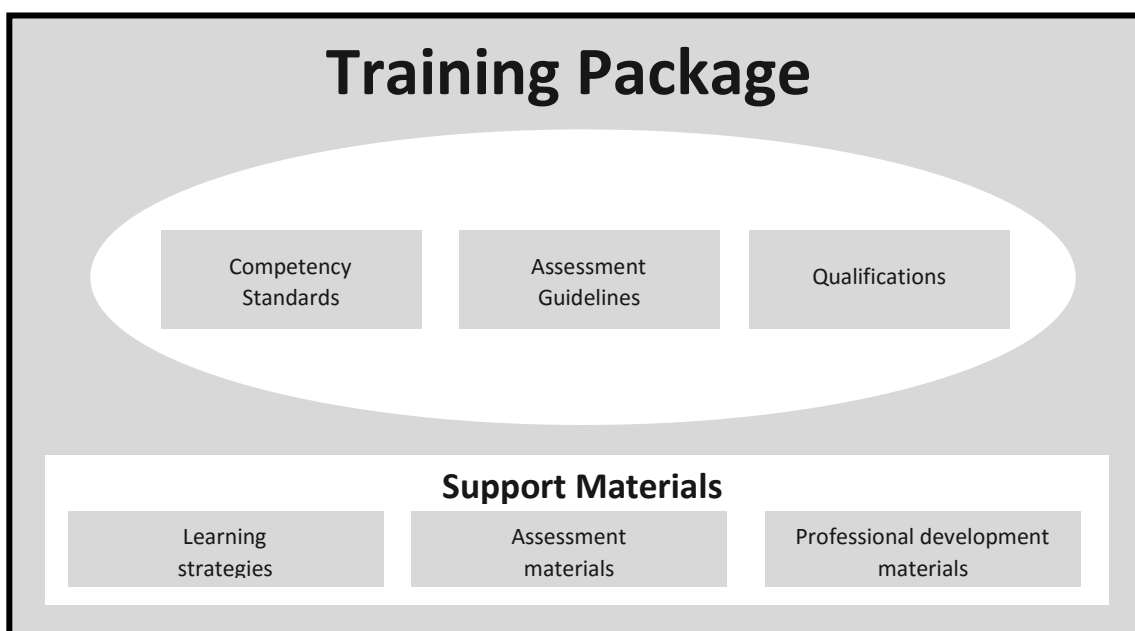 Training Package
Competency
Standards
Assessment
Guidelines
Qualifications
Support Materials
Learning
strategies
Assessment
materials
Professional development
materials